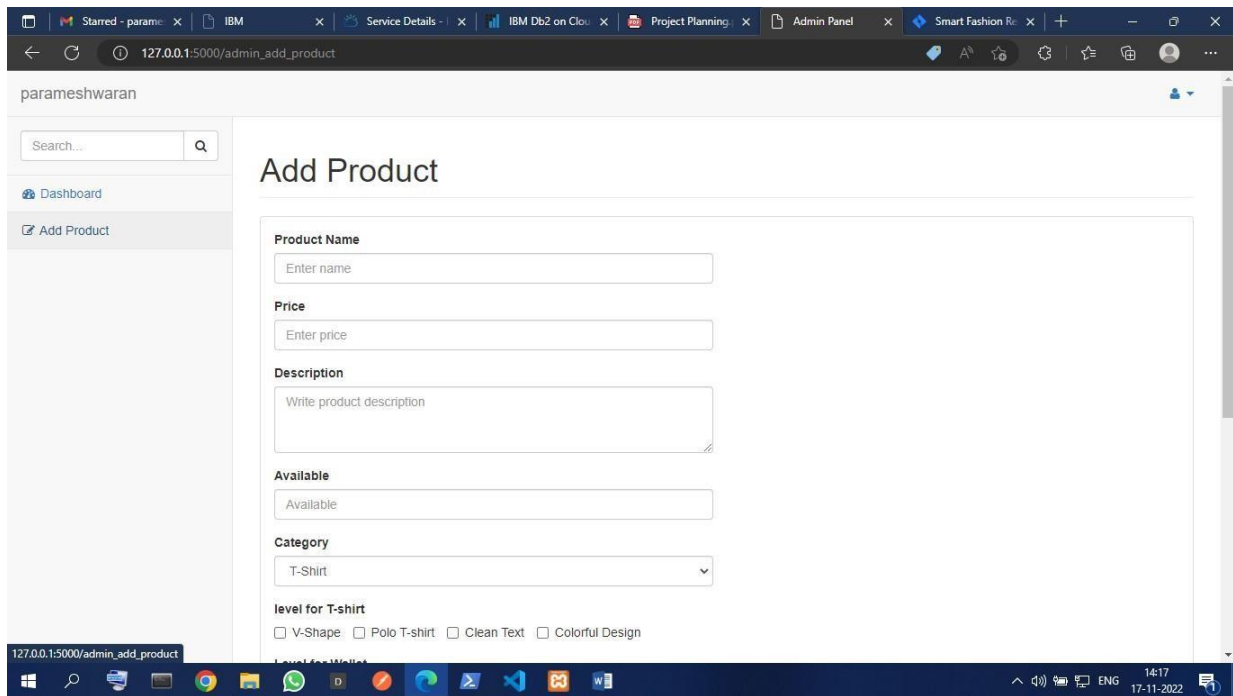 Starred - parame
IBM
Service Details - I
IBM Db2 on Clou
Project Planning.
Admin Panel
Smart Fashion Re
127.0.0.1:5000/admin_add_product
parameshwaran
Search...
Dashboard
Add Product
Add Product
Product Name
Enter name
Price
Enter price
Description
Write product description
Available
Available
Category
T-Shirt
level for T-shirt
V-Shape Polo T-shirt Clean Text Colorful Design
127.0.0.1:5000/admin_add_product
ENG
14:17
17-11-2022